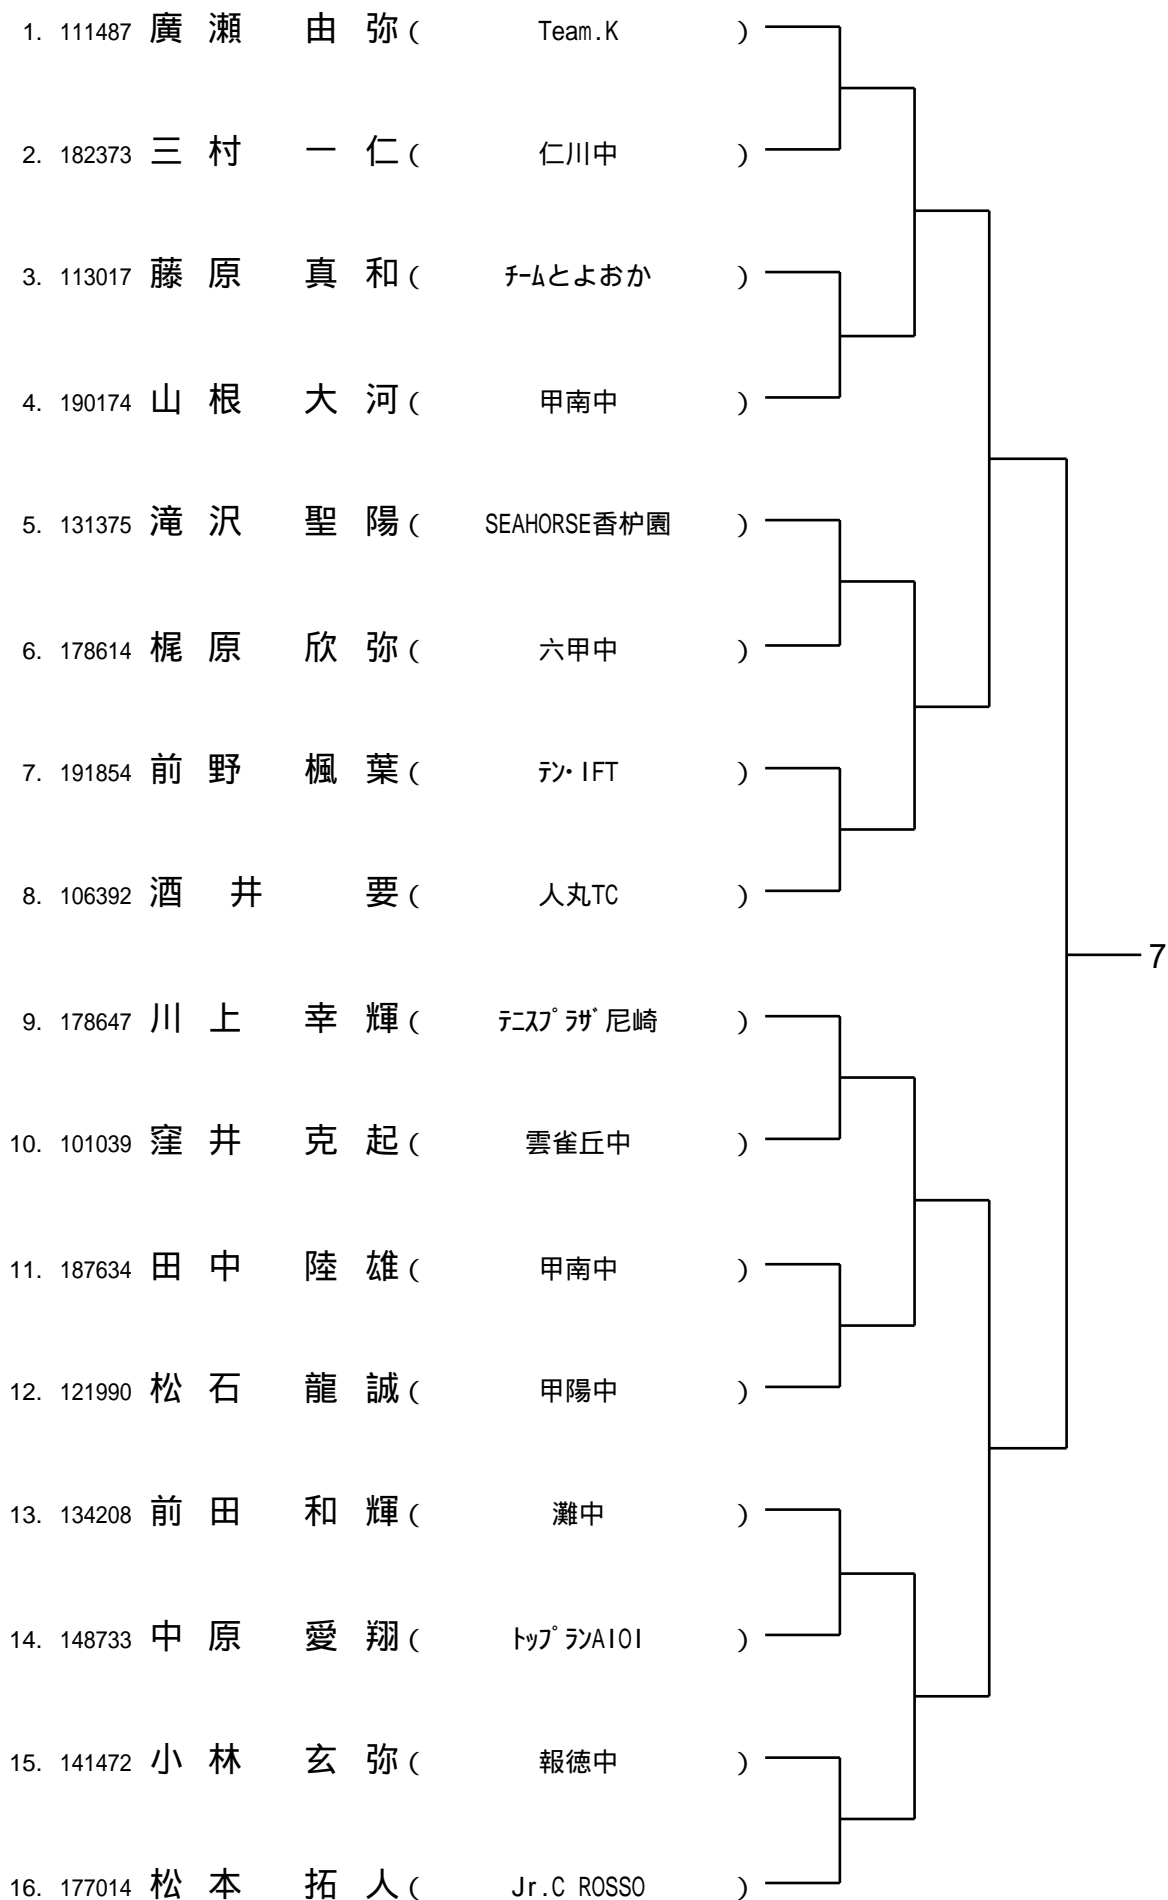 1. 111487 廣瀬 由弥 ( Team.K )
2. 182373 三村 一仁 ( 仁川中 )
3. 113017 藤原 真和 ( ﾁｰﾑとよおか )
4. 190174 山根 大河 ( 甲南中 )
5. 131375 滝沢 聖陽 ( SEAHORSE香枦園 )
6. 178614 梶原 欣弥 ( 六甲中 )
7. 191854 前野 楓葉 ( ﾃﾝ･IFT )
8. 106392 酒井 要 ( 人丸TC )
7
9. 178647 川上 幸輝 ( ﾃﾆｽﾌﾟﾗｻﾞ尼崎 )
10. 101039 窪井 克起 ( 雲雀丘中 )
11. 187634 田中 陸雄 ( 甲南中 )
12. 121990 松石 龍誠 ( 甲陽中 )
13. 134208 前田 和輝 ( 灘中 )
14. 148733 中原 愛翔 ( ﾄｯﾌﾟﾗﾝAIOI )
15. 141472 小林 玄弥 ( 報徳中 )
16. 177014 松本 拓人 ( Jr.C ROSSO )